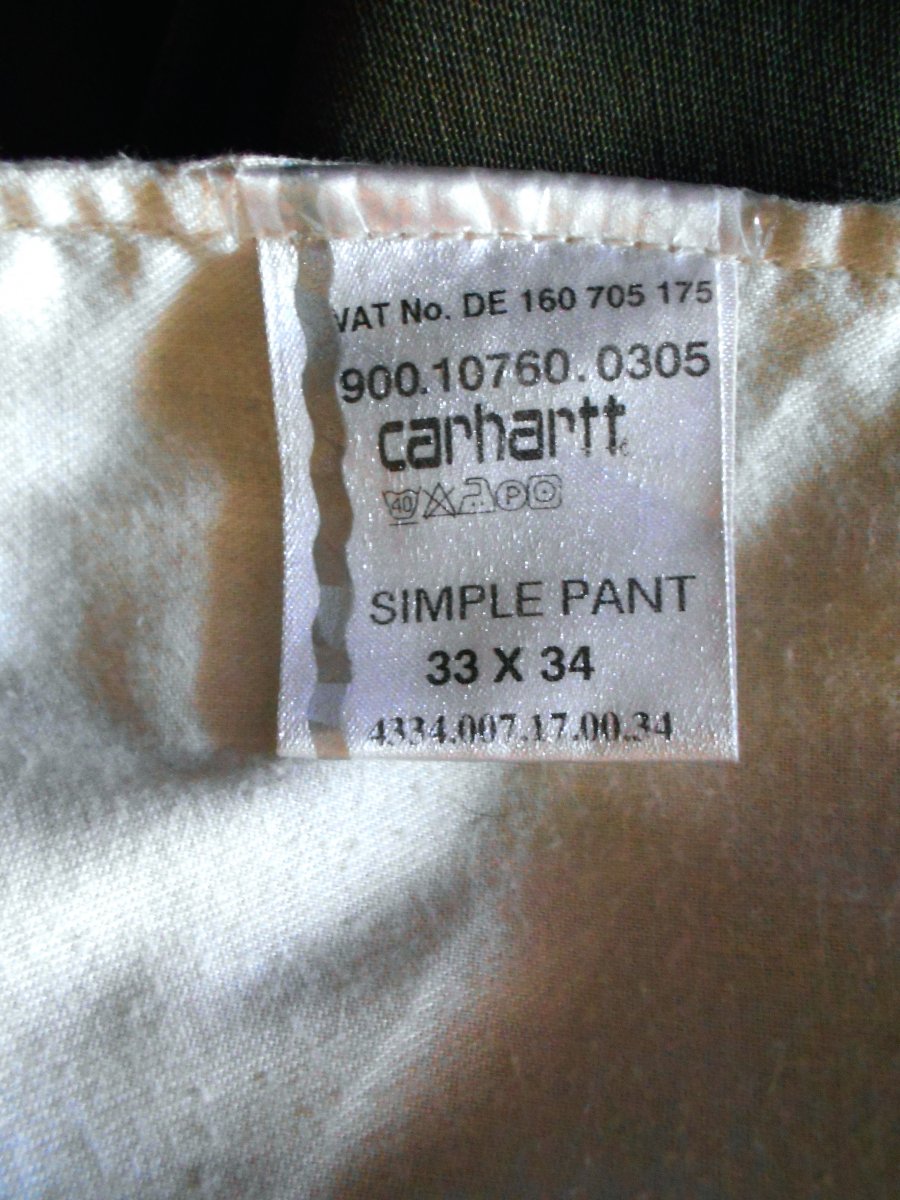 VAT No. DE 160 705 175
900.10760.0305
carhartt
40 P
SIMPLE PANT
33 X 34
4334.007.17.00.34